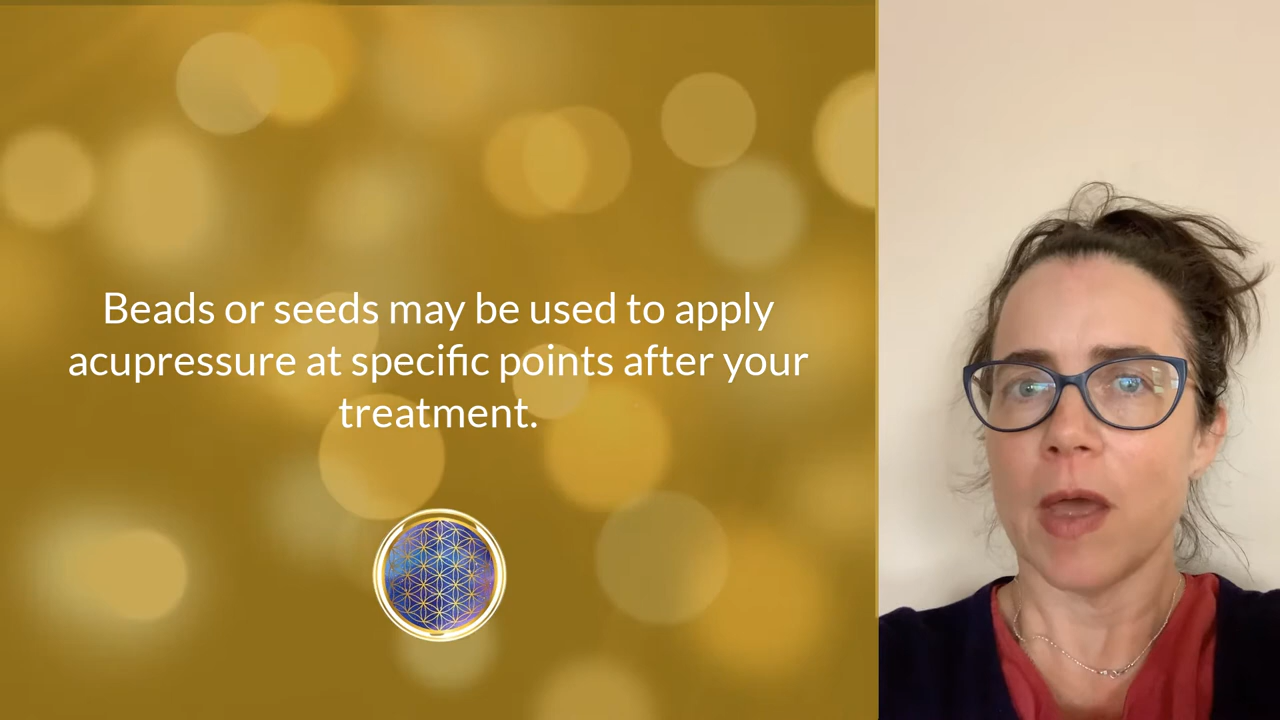 Beads or seeds may be used to apply
acupressure at specific points after your
treatment.